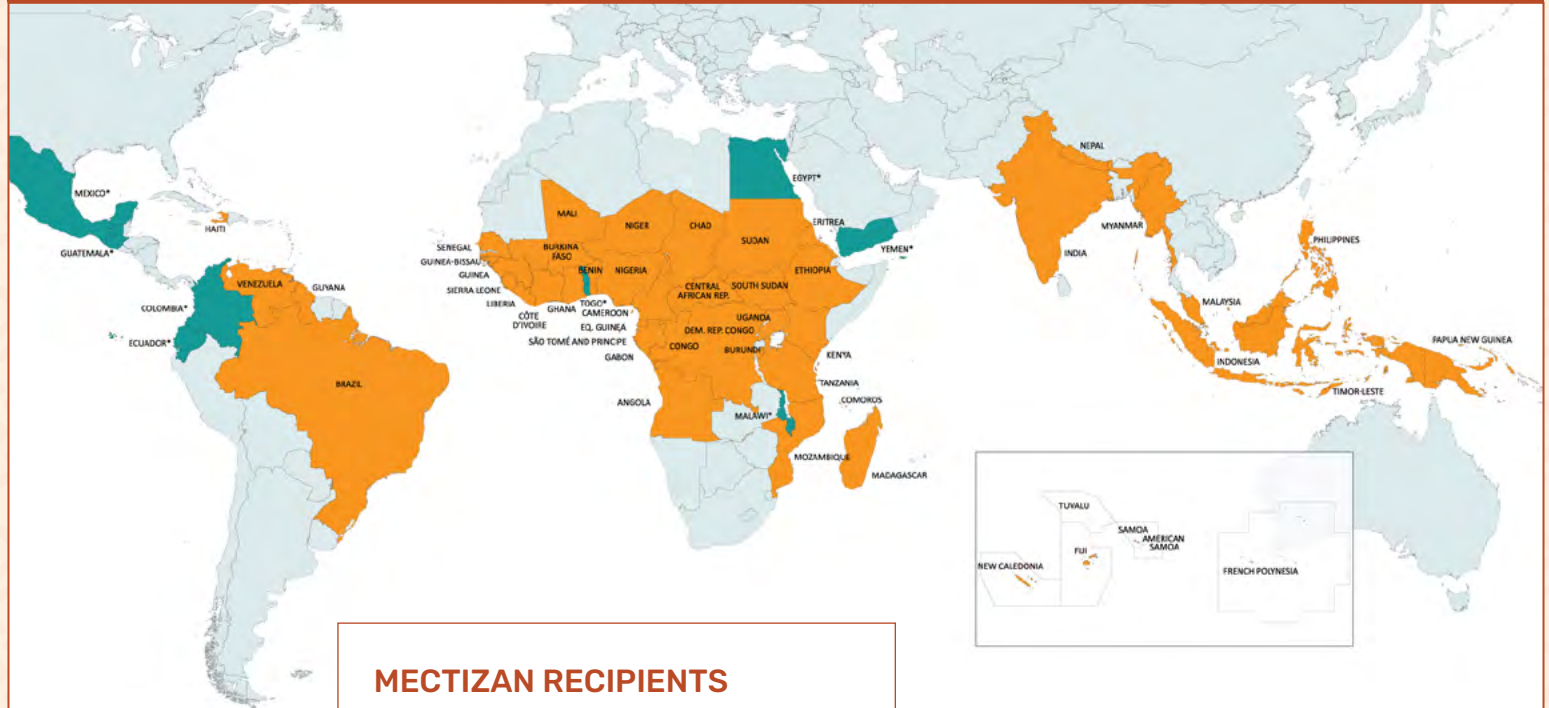 MEXICO*
GUATEMALA*
HAITI
COLOMBIA*
ECUADOR*
VENEZUELA
GUYANA
BRAZIL
MALI
NIGER
CHAD
SUDAN
EGYPT*
ERITREA
YEMEN*
SENEGAL
GUINEA-BISSAU
GUINEA
SIERRA LEONE
LIBERIA
CÔTE
D'IVOIRE
BURKINA
FASO
GHANA
BENIN
TOGO*
NIGERIA
CAMEROON
EQ. GUINEA
SÃO TOMÉ AND PRINCIPE
GABON
CENTRAL
AFRICAN REP.
SOUTH SUDAN
ETHIOPIA
UGANDA
DEM. REP. CONGO
CONGO
BURUNDI
KENYA
TANZANIA
COMOROS
ANGOLA
MALAWI*
MOZAMBIQUE
MADAGASCAR
NEPAL
INDIA
MYANMAR
PHILIPPINES
MALAYSIA
INDONESIA
PAPUA NEW GUINEA
TIMOR-LESTE
TUVALU
SAMOA
AMERICAN
SAMOA
FIJI
NEW CALEDONIA
FRENCH POLYNESIA
MECTIZAN RECIPIENTS